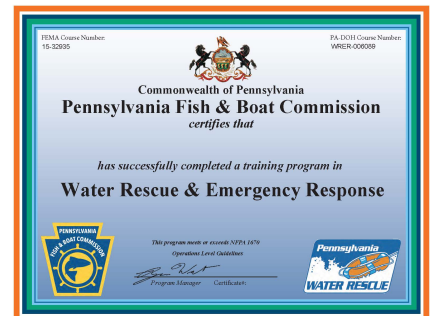 FEMA Course Number:
15-32935
PA-DOH Course Number:
WRER-006089
Commonwealth of Pennsylvania
Pennsylvania Fish & Boat Commission
certifies that
has successfully completed a training program in
Water Rescue & Emergency Response
PENNSYLVANIA
FISH & BOAT COMMISSION
This program meets or exceeds NFPA 1670
Operations Level Guidelines
Program Manager Certificate#:
Pennsylvania
WATER RESCUE